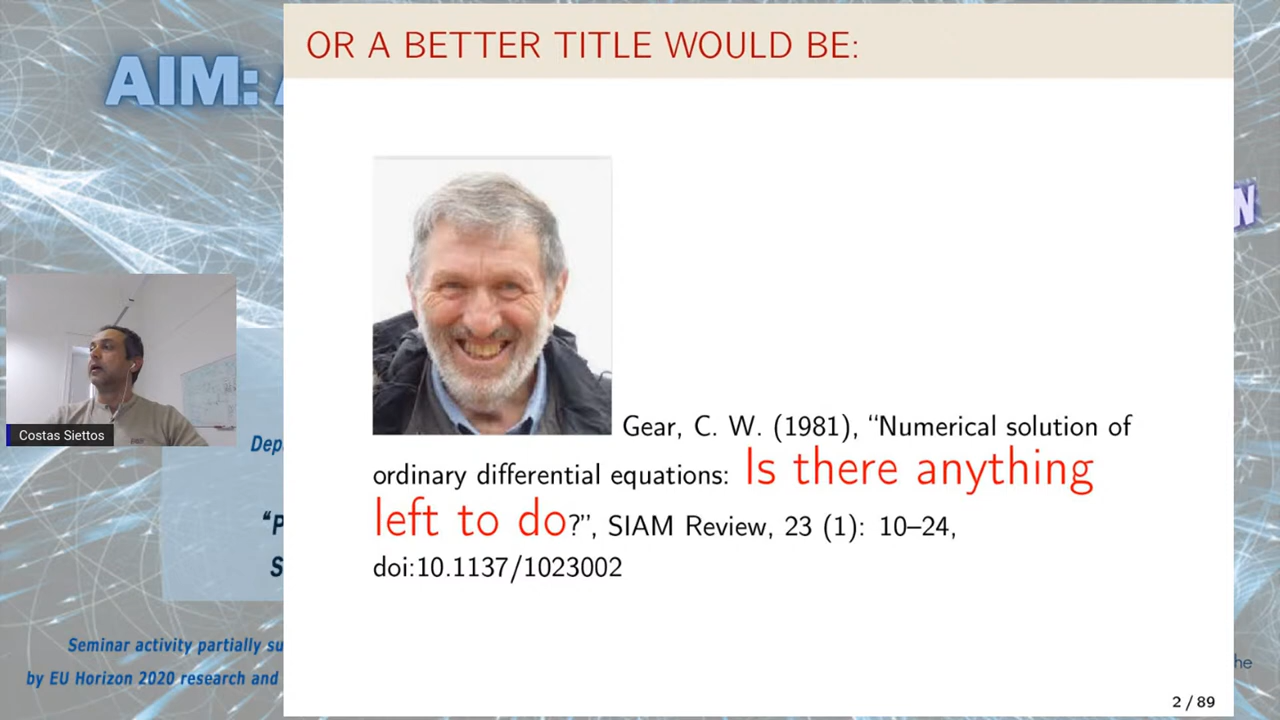 OR A BETTER TITLE WOULD BE:
AIM:
N
Gear, C. W. (1981), “Numerical solution of
ordinary differential equations: Is there anything
left to do?”, SIAM Review, 23 (1): 10–24,
doi:10.1137/1023002
Costas Siettos
Seminar activity partially
by EU Horizon 2020 research and
2 / 89